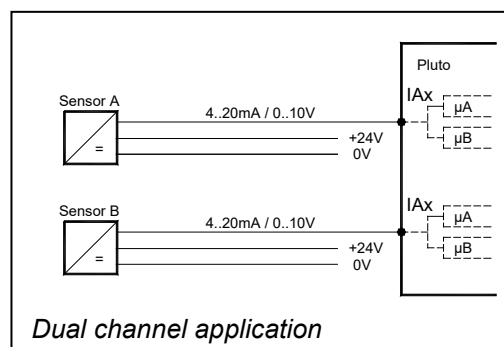 Pluto
Sensor A
4..20mA / 0..10V
IAx
µA
=
+24V
µB
0V
Sensor B
4..20mA / 0..10V
IAx
µA
=
+24V
µB
0V
Dual channel application